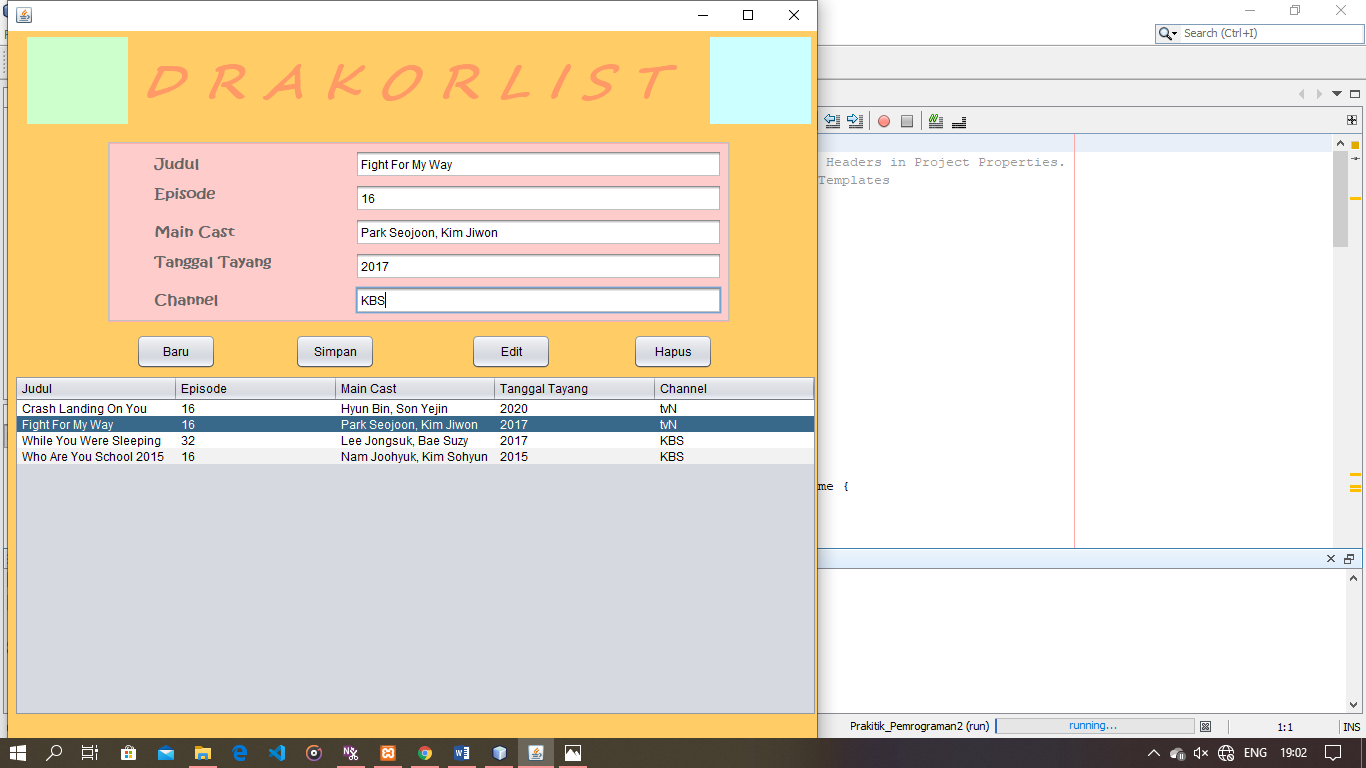 Search (Ctrl+I)
D R A K O R L I S T
Judul Fight For My Way
Episode 16
Main Cast Park Seojoon, Kim Jiwon
Tanggal Tayang 2017
Channel KBS
Baru Simpan Edit Hapus
Judul Episode Main Cast Tanggal Tayang Channel
Crash Landing On You 16 Hyun Bin, Son Yejin 2020 tvN
Fight For My Way 16 Park Seojoon, Kim Jiwon 2017 tvN
While You Were Sleeping 32 Lee Jongsuk, Bae Suzy 2017 KBS
Who Are You School 2015 16 Nam Joohyuk, Kim Sohyun 2015 KBS
Headers in Project Properties.
Templates
me {
Prakitik_Pemrograman2 (run) running... 1:1 INS
ENG 19:02